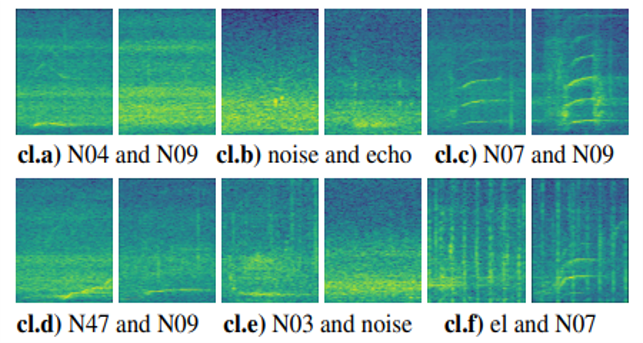 cl.a) N04 and N09 cl.b) noise and echo cl.c) N07 and N09
cl.d) N47 and N09 cl.e) N03 and noise cl.f) el and N07